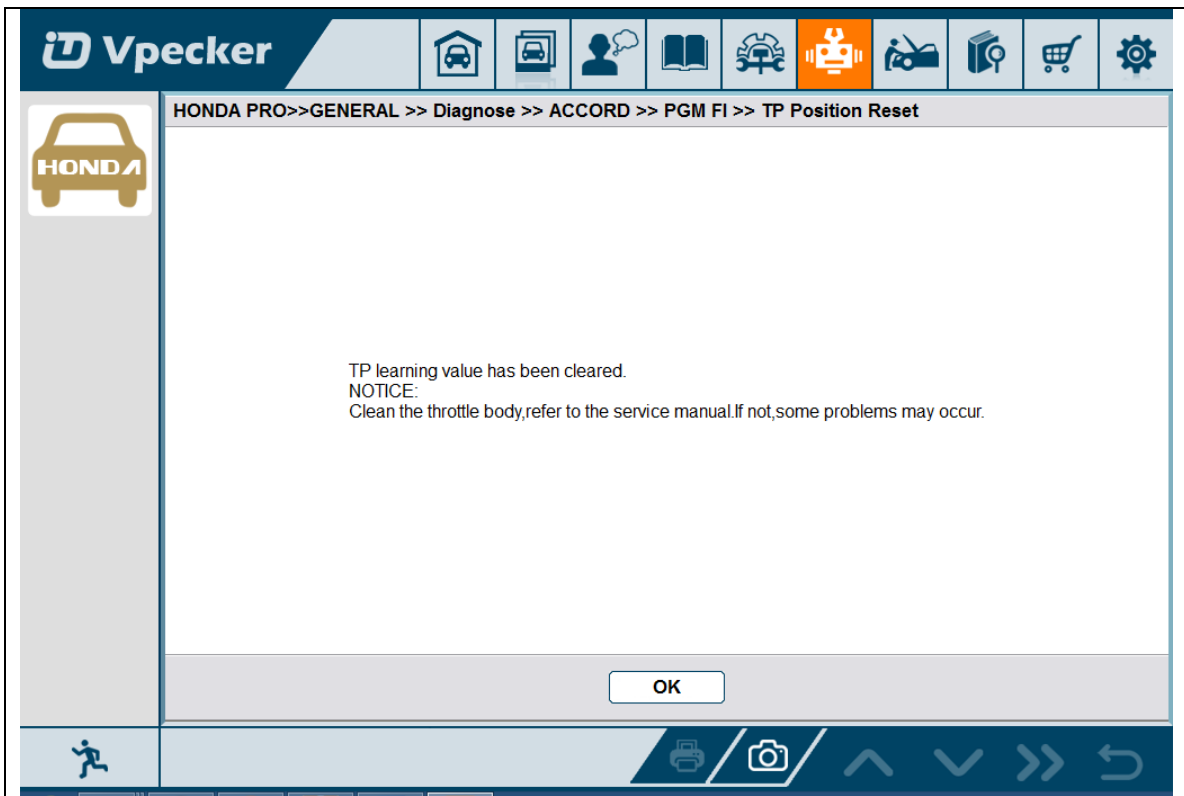 Vpecker
HONDA PRO>>GENERAL >> Diagnose >> ACCORD >> PGM FI >> TP Position Reset
HONDA
TP learning value has been cleared.
NOTICE:
Clean the throttle body,refer to the service manual.If not,some problems may occur.
OK